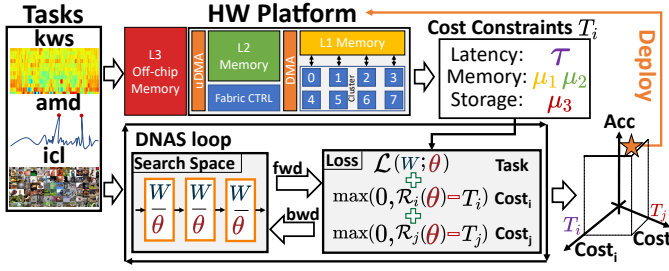 Tasks
kws
amd
icl
HW Platform
L3
Off-chip
Memory
uDMA
L2
Memory
Fabric CTRL
DMA
L1 Memory
0 1 2 3
Cluster
4 5 6 7
Cost Constraints T_i
Latency: τ
Memory: μ_1 μ_2
Storage: μ_3
Deploy
DNAS loop
Search Space
W W W
θ θ θ
fwd
bwd
Loss
ℒ(W;θ) Task
+
max(0,ℛ_i(θ)−T_i) Cost_i
+
max(0,ℛ_j(θ)−T_j) Cost_j
Acc
T_i
T_j
Cost_i
Cost